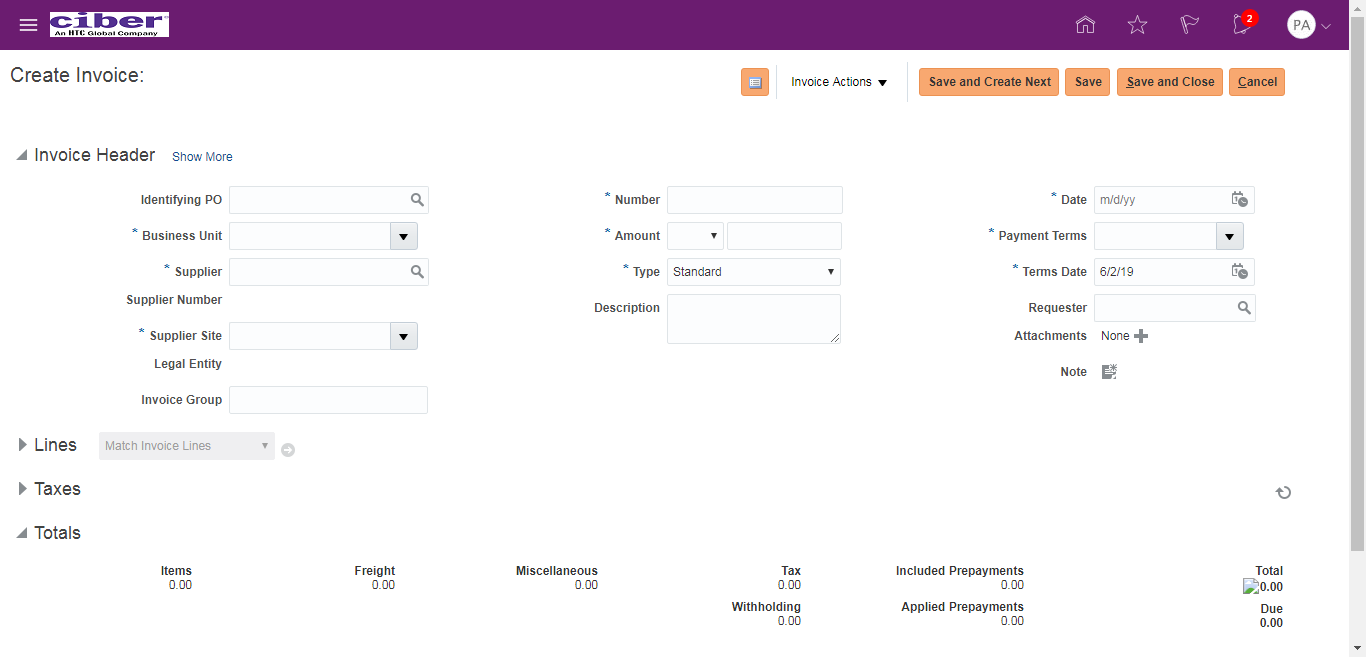 ciber
An HTC Global Company
2
PA
Create Invoice:
Invoice Actions
Save and Create Next
Save
Save and Close
Cancel
Invoice Header
Show More
Identifying PO
* Business Unit
* Supplier
Supplier Number
* Supplier Site
Legal Entity
Invoice Group
* Number
* Amount
* Type Standard
Description
* Date m/d/yy
* Payment Terms
* Terms Date 6/2/19
Requester
Attachments None
Note
Lines Match Invoice Lines
Taxes
Totals
Items Freight Miscellaneous Tax Included Prepayments Total
0.00 0.00 0.00 0.00 0.00 0.00
Withholding Applied Prepayments Due
0.00 0.00 0.00